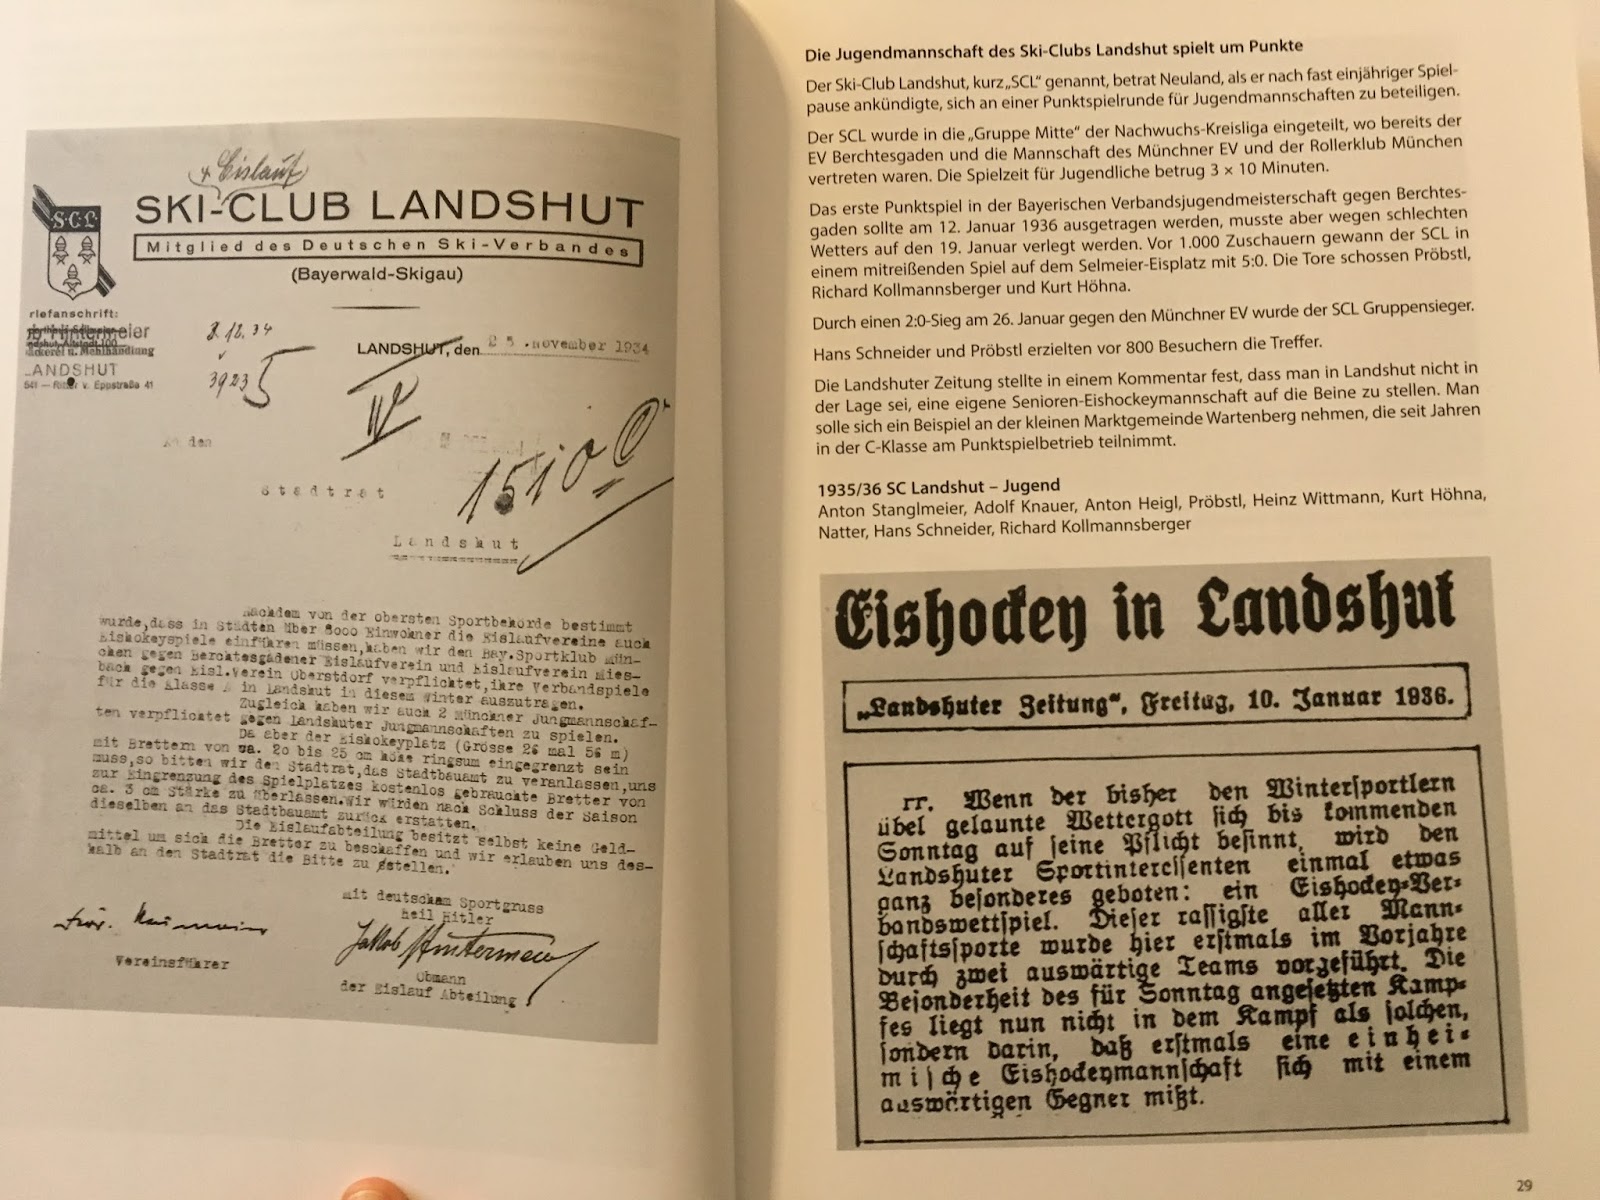 + Eislauf
S.C.L.
SKI-CLUB LANDSHUT
Mitglied des Deutschen Ski-Verbandes
(Bayerwald-Skigau)
riefanschrift:
äckerei u. Mehlhandlung
LANDSHUT
541 — Ritter v. Eppstraße 41
8.12.34
39235
LANDSHUT, den 25. november 1934
IV
1510
An den
Stadtrat
Landshut
Nachdem von der obersten Sportbehörde bestimmt
wurde,dass in Städten über 8000 Einwohner die Eislaufvereine auch
Eishokeyspiele einführen müssen,haben wir den Bay.Sportklub Mün-
chen gegen Berchtesgadener Eislaufverein und Eislaufverein Mies-
bach gegen Eisl.Verein Oberstdorf verpflichtet,ihre Verbandspiele
für die Klasse A in Landshut in diesem Winter auszutragen.
Zugleich haben wir auch 2 Münchner Jungmannschaf-
ten verpflichtet gegen Landshuter Jungmannschaften zu spielen.
Da aber der Eishokeyplatz (Grösse 26 mal 56 m)
mit Brettern von ca. 20 bis 25 cm höhe ringsum eingegrenzt sein
muss,so bitten wir den Stadtrat,das Stadtbauamt zu veranlassen,uns
zur Eingrenzung des Spielplatzes kostenlos gebrauchte Bretter von
ca. 3 cm Stärke zu überlassen.Wir würden nach Schluss der Saison
dieselben an das Stadtbauamt zurück erstatten.
Die Eislaufabteilung besitzt selbst keine Geld-
mittel um sich die Bretter zu beschaffen und wir erlauben uns des-
halb an den Stadtrat die Bitte zu stellen.
mit deutschem Sportgruss
Heil Hitler
Jakob Hintermeier
Vereinsführer
Obmann
der Eislauf Abteilung
Die Jugendmannschaft des Ski-Clubs Landshut spielt um Punkte
Der Ski-Club Landshut, kurz „SCL“ genannt, betrat Neuland, als er nach fast einjähriger Spiel-
pause ankündigte, sich an einer Punktspielrunde für Jugendmannschaften zu beteiligen.
Der SCL wurde in die „Gruppe Mitte“ der Nachwuchs-Kreisliga eingeteilt, wo bereits der
EV Berchtesgaden und die Mannschaft des Münchner EV und der Rollerklub München
vertreten waren. Die Spielzeit für Jugendliche betrug 3 × 10 Minuten.
Das erste Punktspiel in der Bayerischen Verbandsjugendmeisterschaft gegen Berchtes-
gaden sollte am 12. Januar 1936 ausgetragen werden, musste aber wegen schlechten
Wetters auf den 19. Januar verlegt werden. Vor 1.000 Zuschauern gewann der SCL in
einem mitreißenden Spiel auf dem Selmeier-Eisplatz mit 5:0. Die Tore schossen Pröbstl,
Richard Kollmannsberger und Kurt Höhna.
Durch einen 2:0-Sieg am 26. Januar gegen den Münchner EV wurde der SCL Gruppensieger.
Hans Schneider und Pröbstl erzielten vor 800 Besuchern die Treffer.
Die Landshuter Zeitung stellte in einem Kommentar fest, dass man in Landshut nicht in
der Lage sei, eine eigene Senioren-Eishockeymannschaft auf die Beine zu stellen. Man
solle sich ein Beispiel an der kleinen Marktgemeinde Wartenberg nehmen, die seit Jahren
in der C-Klasse am Punktspielbetrieb teilnimmt.
1935/36 SC Landshut – Jugend
Anton Stanglmeier, Adolf Knauer, Anton Heigl, Pröbstl, Heinz Wittmann, Kurt Höhna,
Natter, Hans Schneider, Richard Kollmannsberger
Eishockey in Landshut
„Landshuter Zeitung“, Freitag, 10. Januar 1936.
rr. Wenn der bisher den Winterſportlern
übel gelaunte Wettergott ſich bis kommenden
Sonntag auf ſeine Pflicht beſinnt, wird den
Landshuter Sportintereſſenten einmal etwas
ganz beſonderes geboten: ein Eishockey-Ver-
bandswettſpiel. Dieſer raſſigſte aller Mann-
ſchaftsſporte wurde hier erſtmals im Vorjahre
durch zwei auswärtige Teams vorgeführt. Die
Beſonderheit des für Sonntag angeſetzten Kamp-
fes liegt nun nicht in dem Kampf als ſolchen,
ſondern darin, daß erſtmals eine einhei-
miſche Eishockeymannſchaft ſich mit einem
auswärtigen Gegner mißt.
29